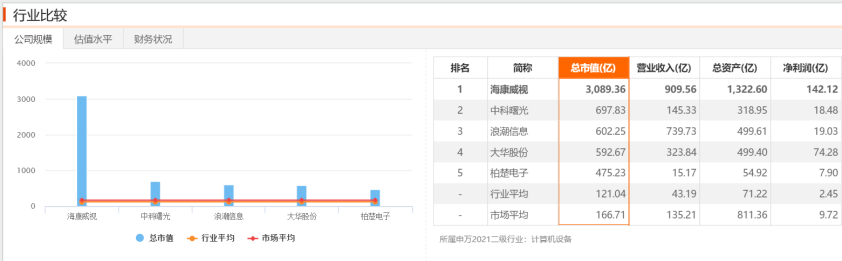 行业比较
公司规模 估值水平 财务状况
4000
3000
2000
1000
0
海康威视 中科曙光 浪潮信息 大华股份 柏楚电子
总市值 行业平均 市场平均
排名 简称 总市值(亿) 营业收入(亿) 总资产(亿) 净利润(亿)
1 海康威视 3,089.36 909.56 1,322.60 142.12
2 中科曙光 697.83 145.33 318.95 18.48
3 浪潮信息 602.25 739.73 499.61 19.03
4 大华股份 592.67 323.84 499.40 74.28
5 柏楚电子 475.23 15.17 54.92 7.90
- 行业平均 121.04 43.19 71.22 2.45
- 市场平均 166.71 135.21 811.36 9.72
所属申万2021二级行业：计算机设备